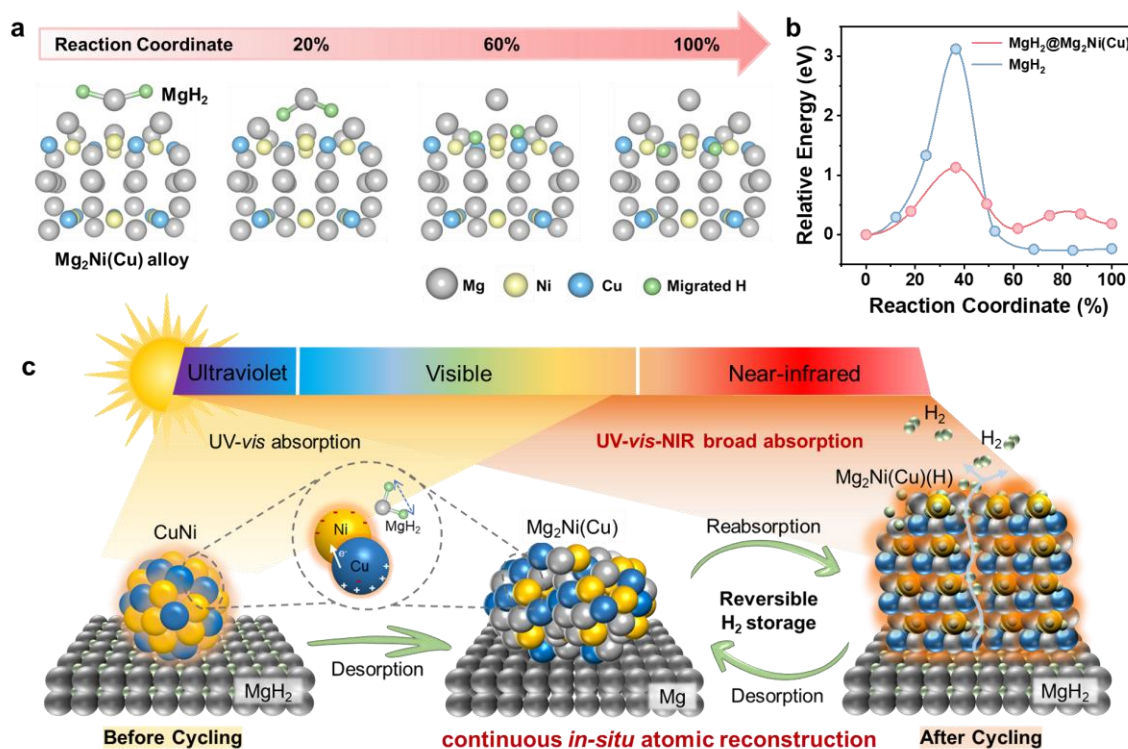 a
Reaction Coordinate 20% 60% 100%
MgH₂
Mg₂Ni(Cu) alloy
Mg Ni Cu Migrated H
b
MgH₂@Mg₂Ni(Cu)
MgH₂
Relative Energy (eV)
3
2
1
0
0 20 40 60 80 100
Reaction Coordinate (%)
c
Ultraviolet Visible Near-infrared
UV-vis absorption
UV-vis-NIR broad absorption
H₂
H₂
Mg₂Ni(Cu)(H)
CuNi
Ni
e⁻
Cu
- - - - -
+ + + + +
MgH₂
Mg₂Ni(Cu)
Reabsorption
Reversible
H₂ storage
Desorption
Desorption
MgH₂
Mg
MgH₂
Before Cycling
continuous in-situ atomic reconstruction
After Cycling